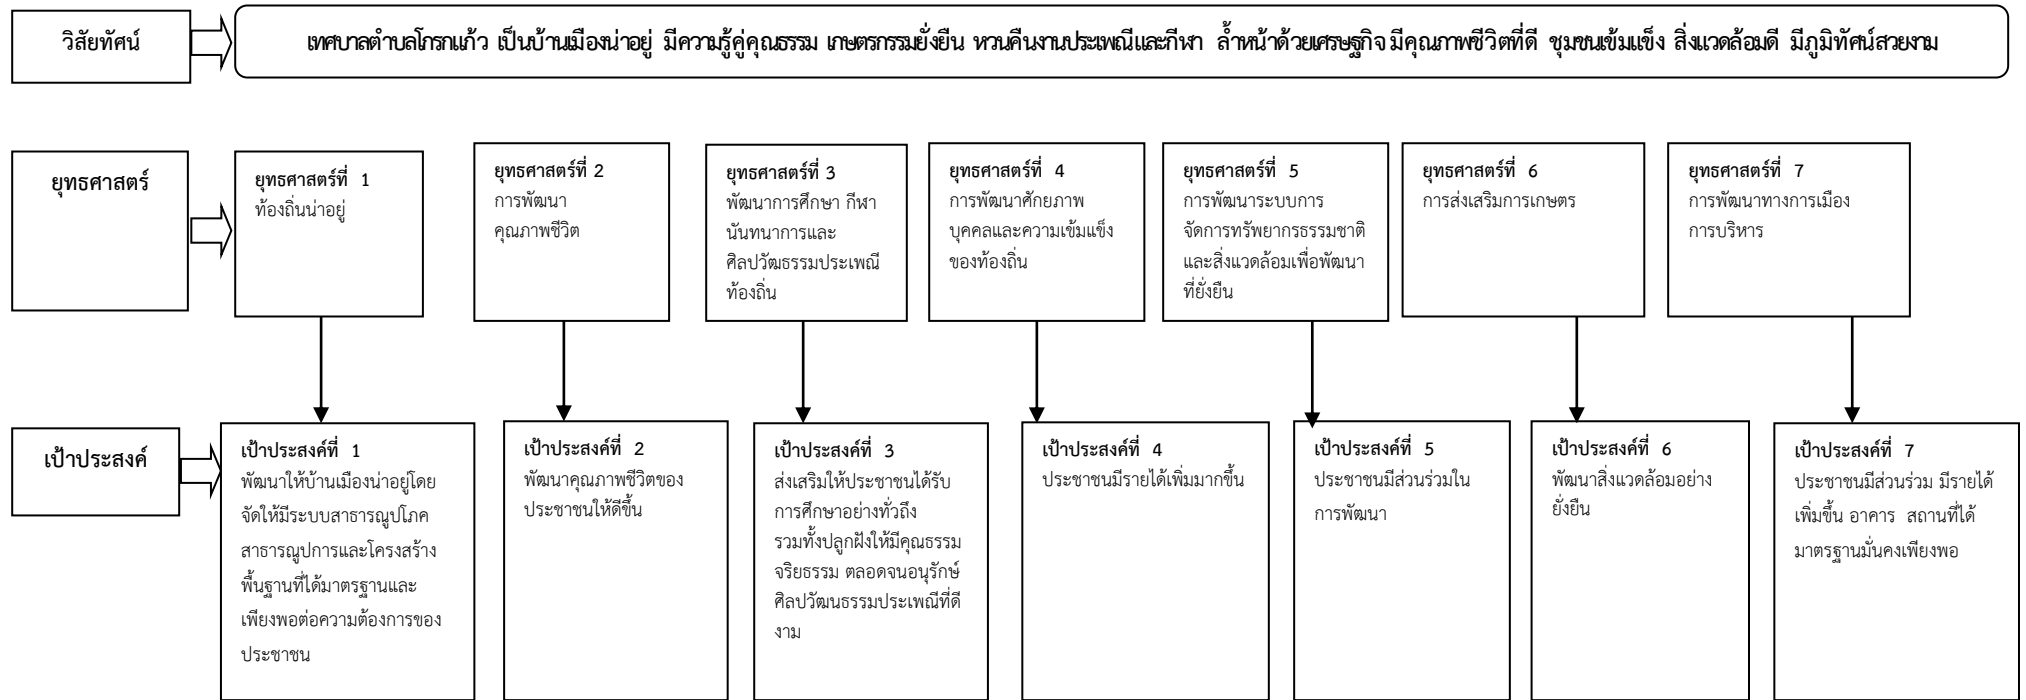 วิสัยทัศน์
เทศบาลตำบลโกรกแก้ว เป็นบ้านเมืองน่าอยู่ มีความรู้คู่คุณธรรม เกษตรกรรมยั่งยืน หวนคืนงานประเพณีและกีฬา ล้ำหน้าด้วยเศรษฐกิจ มีคุณภาพชีวิตที่ดี ชุมชนเข้มแข็ง สิ่งแวดล้อมดี มีภูมิทัศน์สวยงาม
ยุทธศาสตร์
ยุทธศาสตร์ที่ 1
ท้องถิ่นน่าอยู่
ยุทธศาสตร์ที่ 2
การพัฒนา
คุณภาพชีวิต
ยุทธศาสตร์ที่ 3
พัฒนาการศึกษา กีฬา
นันทนาการและ
ศิลปวัฒธรรมประเพณี
ท้องถิ่น
ยุทธศาสตร์ที่ 4
การพัฒนาศักยภาพ
บุคคลและความเข้มแข็ง
ของท้องถิ่น
ยุทธศาสตร์ที่ 5
การพัฒนาระบบการ
จัดการทรัพยากรธรรมชาติ
และสิ่งแวดล้อมเพื่อพัฒนา
ที่ยั่งยืน
ยุทธศาสตร์ที่ 6
การส่งเสริมการเกษตร
ยุทธศาสตร์ที่ 7
การพัฒนาทางการเมือง
การบริหาร
เป้าประสงค์
เป้าประสงค์ที่ 1
พัฒนาให้บ้านเมืองน่าอยู่โดย
จัดให้มีระบบสาธารณูปโภค
สาธารณูปการและโครงสร้าง
พื้นฐานที่ได้มาตรฐานและ
เพียงพอต่อความต้องการของ
ประชาชน
เป้าประสงค์ที่ 2
พัฒนาคุณภาพชีวิตของ
ประชาชนให้ดีขึ้น
เป้าประสงค์ที่ 3
ส่งเสริมให้ประชาชนได้รับ
การศึกษาอย่างทั่วถึง
รวมทั้งปลูกฝังให้มีคุณธรรม
จริยธรรม ตลอดจนอนุรักษ์
ศิลปวัฒนธรรมประเพณีที่ดี
งาม
เป้าประสงค์ที่ 4
ประชาชนมีรายได้เพิ่มมากขึ้น
เป้าประสงค์ที่ 5
ประชาชนมีส่วนร่วมใน
การพัฒนา
เป้าประสงค์ที่ 6
พัฒนาสิ่งแวดล้อมอย่าง
ยั่งยืน
เป้าประสงค์ที่ 7
ประชาชนมีส่วนร่วม มีรายได้
เพิ่มขึ้น อาคาร สถานที่ได้
มาตรฐานมั่นคงเพียงพอ